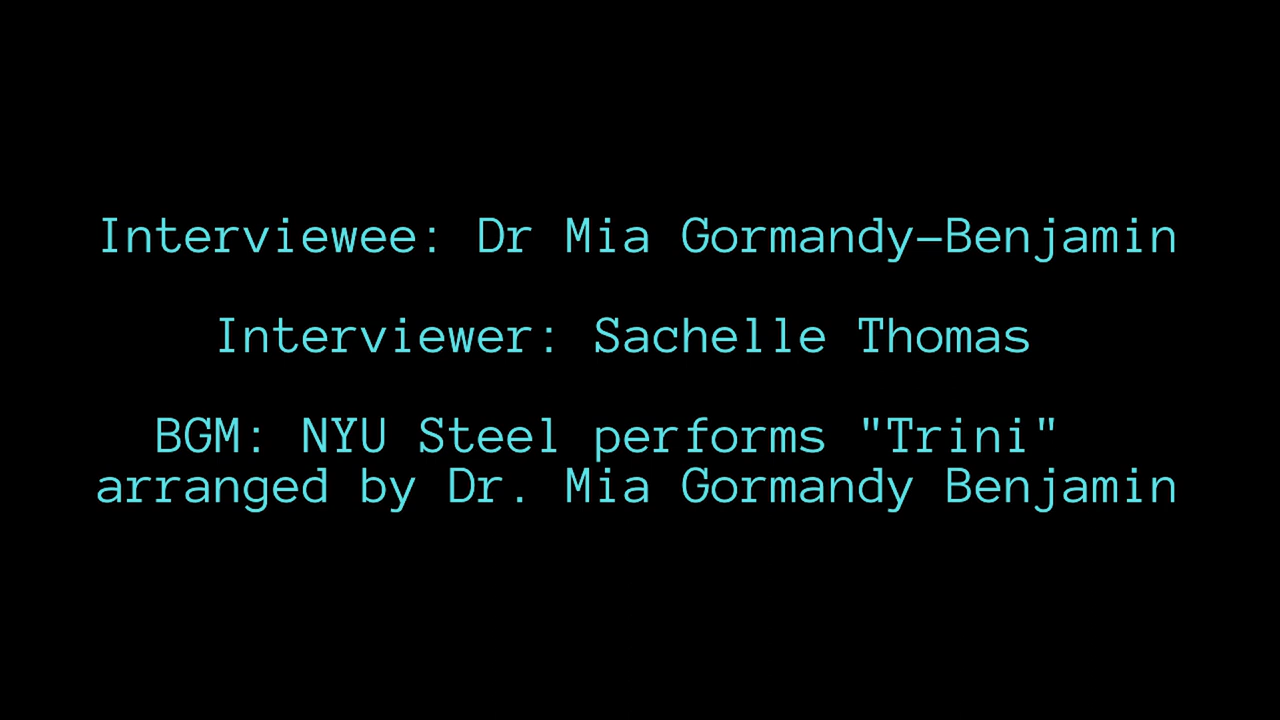 Interviewee: Dr Mia Gormandy-Benjamin
Interviewer: Sachelle Thomas
BGM: NYU Steel performs "Trini"
arranged by Dr. Mia Gormandy Benjamin